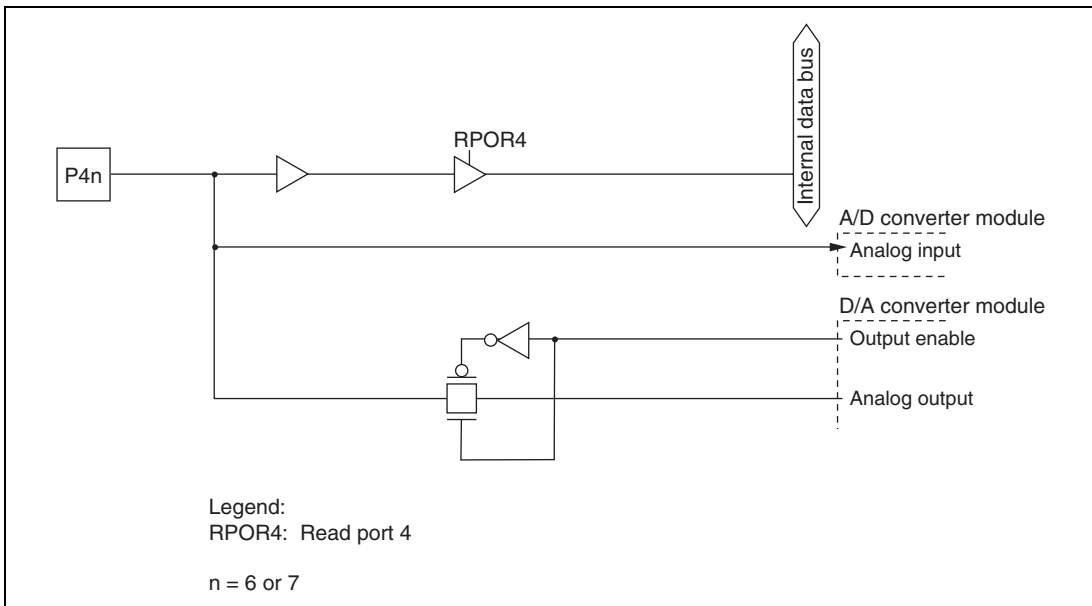 Internal data bus
RPOR4
P4n
A/D converter module
Analog input
D/A converter module
Output enable
Analog output
Legend:
RPOR4: Read port 4
n = 6 or 7